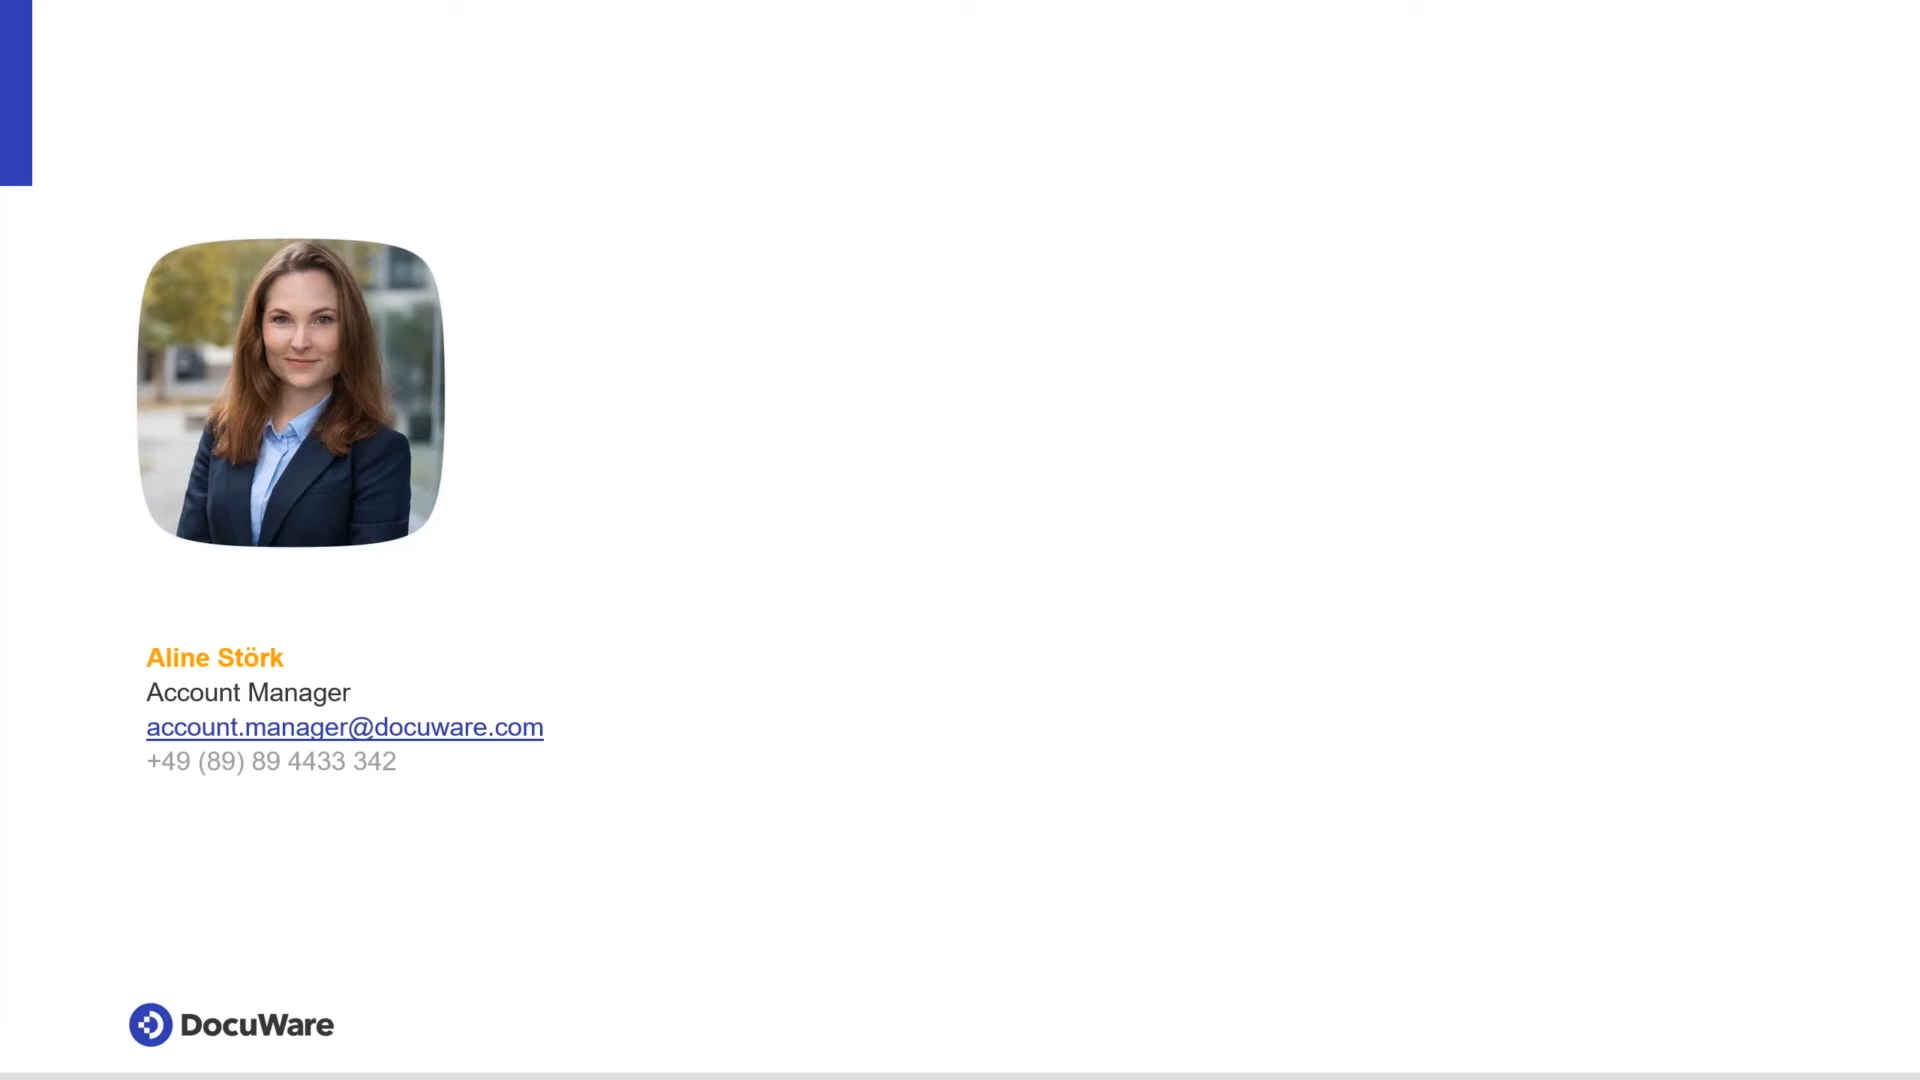 Aline Störk
Account Manager
account.manager@docuware.com
+49 (89) 89 4433 342
DocuWare